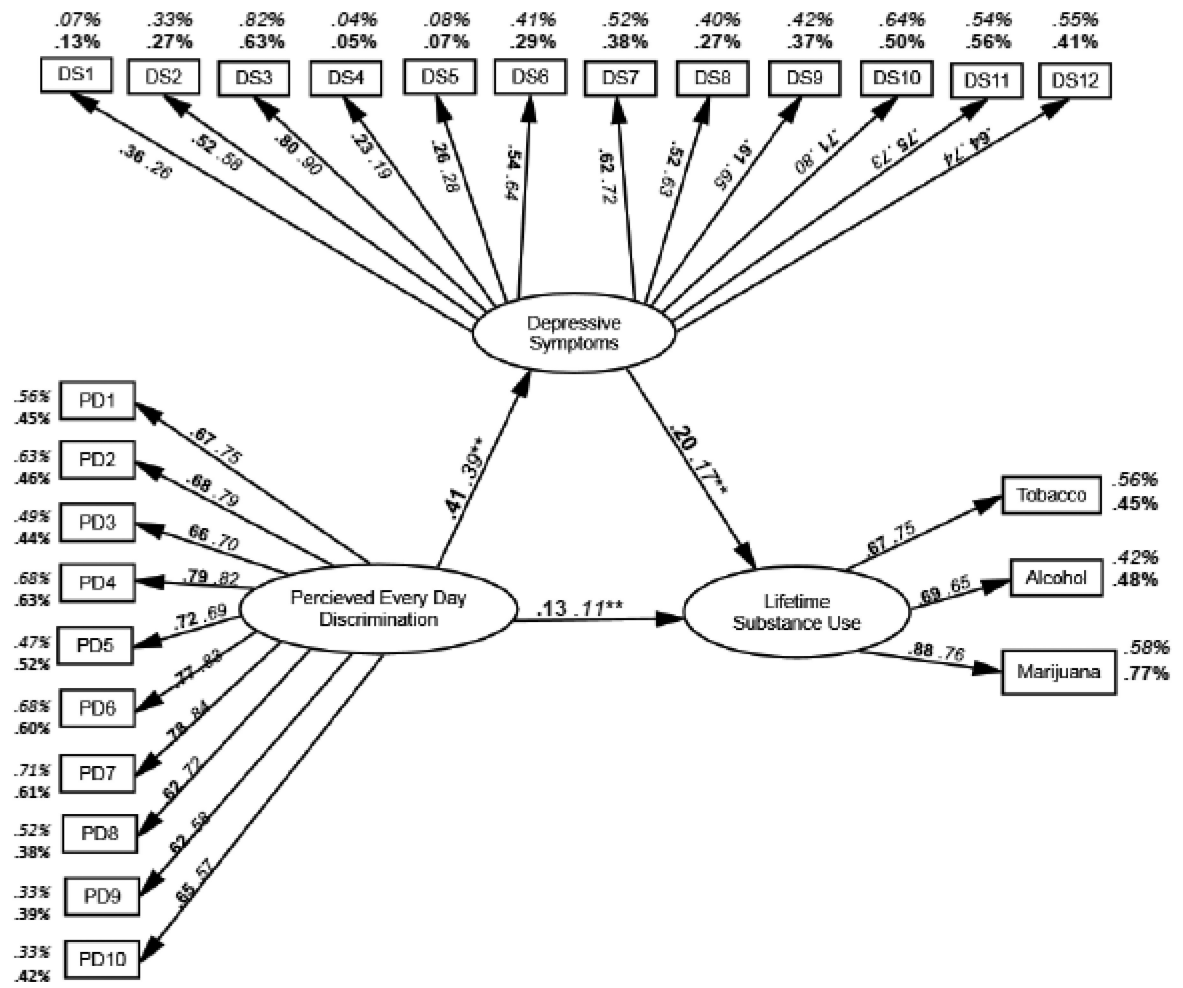 .07% .33% .82% .04% .08% .41% .52% .40% .42% .64% .54% .55%
.13% .27% .63% .05% .07% .29% .38% .27% .37% .50% .56% .41%
DS1 DS2 DS3 DS4 DS5 DS6 DS7 DS8 DS9 DS10 DS11 DS12
.36 .26
.52 .58
.80 .90
.23 .19
.26 .28
.54 .64
.62 .72
.52 .63
.61 .65
.71 .80
.75 .73
.64 .74
Depressive
Symptoms
.41 .39**
.20 .17**
.56%
.45%
PD1
.67 .75
.63%
.46%
PD2
.68 .79
.49%
.44%
PD3
66 .70
.68%
.63%
PD4
.79 .82
.47%
.52%
PD5
.72 .69
.68%
.60%
PD6
.77 .83
.71%
.61%
PD7
.78 .84
.52%
.38%
PD8
.62 .72
.33%
.39%
PD9
.62 .58
.33%
.42%
PD10
.65 .57
Percieved Every Day
Discrimination
.13 .11**
Lifetime
Substance Use
.67 .75
Tobacco
.56%
.45%
.69 .65
Alcohol
.42%
.48%
.88 .76
Marijuana
.58%
.77%